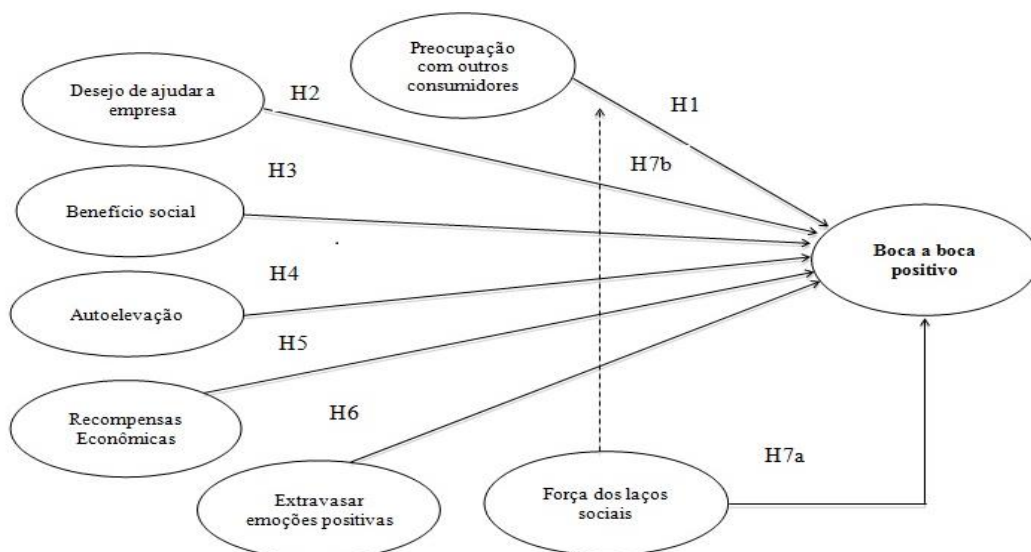 Preocupação
com outros
consumidores
Desejo de ajudar a
empresa
H2
H1
H7b
H3
Benefício social
Boca a boca
positivo
H4
Autoelevação
H5
Recompensas
Econômicas
H6
H7a
Extravasar
emoções positivas
Força dos laços
sociais